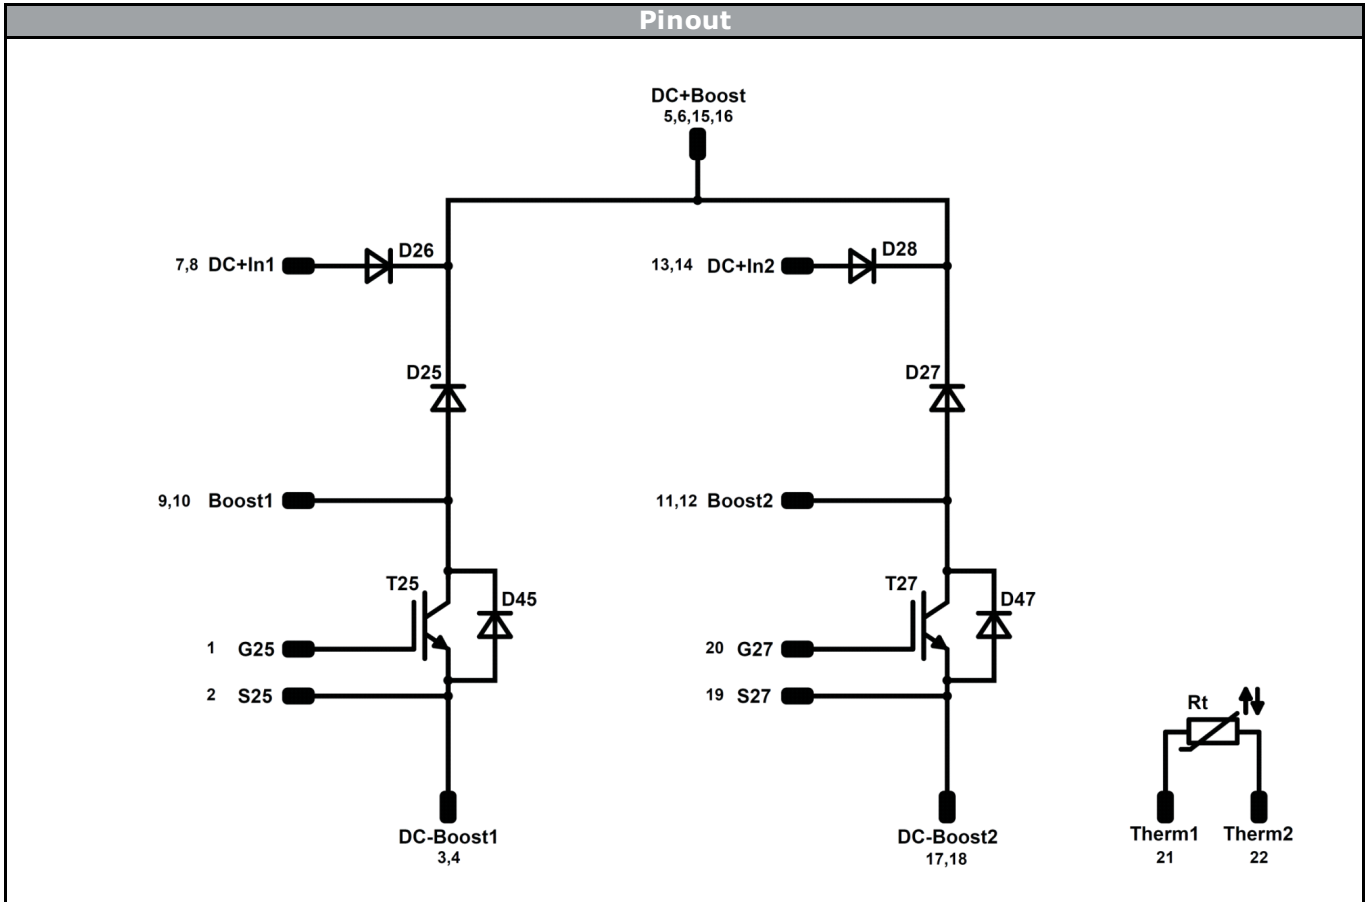 Pinout
DC+Boost
5,6,15,16
7,8 DC+In1
D26
13,14 DC+In2
D28
D25
D27
9,10 Boost1
11,12 Boost2
T25
D45
T27
D47
1 G25
20 G27
2 S25
19 S27
Rt
DC-Boost1
3,4
DC-Boost2
17,18
Therm1
21
Therm2
22